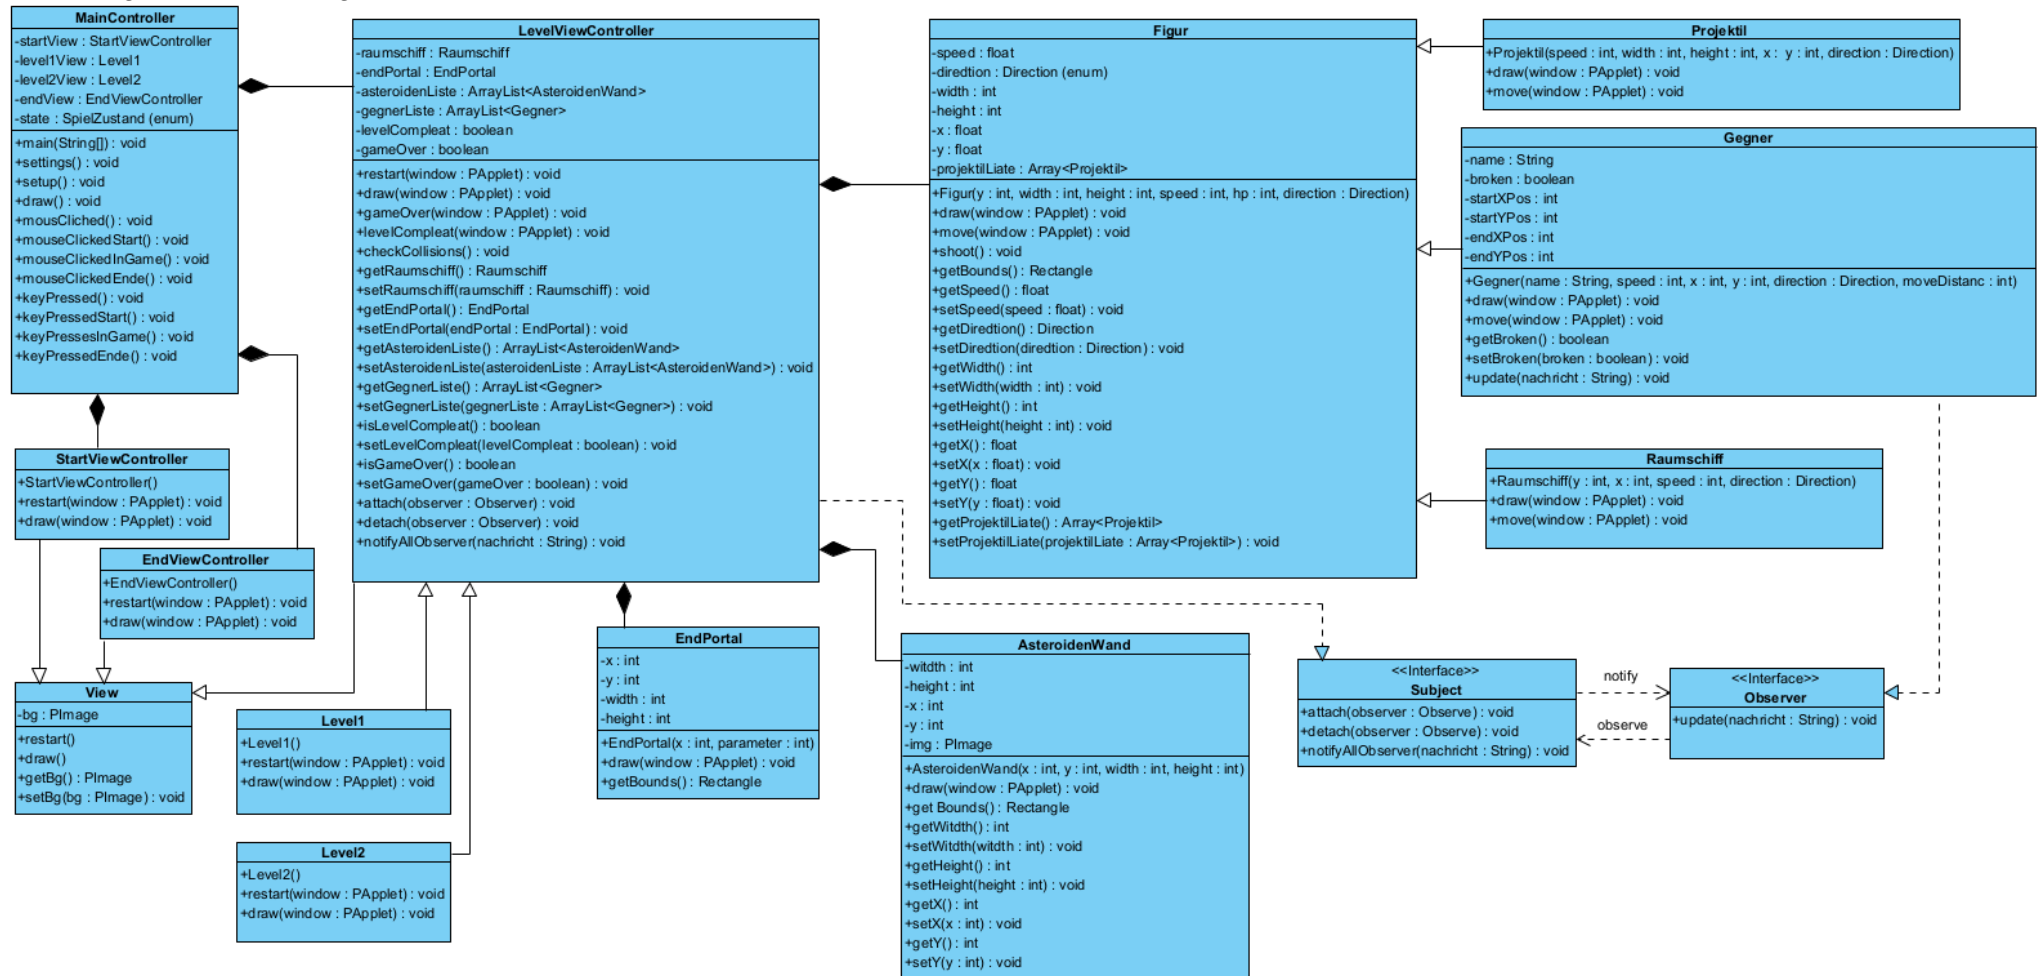 MainController
-startView : StartViewController
-level1View : Level1
-level2View : Level2
-endView : EndViewController
-state : SpielZustand (enum)
+main(String[]) : void
+settings() : void
+setup() : void
+draw() : void
+mousCliched() : void
+mouseClickedStart() : void
+mouseClickedInGame() : void
+mouseClickedEnde() : void
+keyPressed() : void
+keyPressedStart() : void
+keyPressesInGame() : void
+keyPressedEnde() : void
StartViewController
+StartViewController()
+restart(window : PApplet) : void
+draw(window : PApplet) : void
EndViewController
+EndViewController()
+restart(window : PApplet) : void
+draw(window : PApplet) : void
View
-bg : PImage
+restart()
+draw()
+getBg() : PImage
+setBg(bg : PImage) : void
LevelViewController
-raumschiff : Raumschiff
-endPortal : EndPortal
-asteroidenListe : ArrayList<AsteroidenWand>
-gegnerListe : ArrayList<Gegner>
-levelCompleat : boolean
-gameOver : boolean
+restart(window : PApplet) : void
+draw(window : PApplet) : void
+gameOver(window : PApplet) : void
+levelCompleat(window : PApplet) : void
+checkCollisions() : void
+getRaumschiff() : Raumschiff
+setRaumschiff(raumschiff : Raumschiff) : void
+getEndPortal() : EndPortal
+setEndPortal(endPortal : EndPortal) : void
+getAsteroidenListe() : ArrayList<AsteroidenWand>
+setAsteroidenListe(asteroidenListe : ArrayList<AsteroidenWand>) : void
+getGegnerListe() : ArrayList<Gegner>
+setGegnerListe(gegnerListe : ArrayList<Gegner>) : void
+isLevelCompleat() : boolean
+setLevelCompleat(levelCompleat : boolean) : void
+isGameOver() : boolean
+setGameOver(gameOver : boolean) : void
+attach(observer : Observer) : void
+detach(observer : Observer) : void
+notifyAllObserver(nachricht : String) : void
Level1
+Level1()
+restart(window : PApplet) : void
+draw(window : PApplet) : void
Level2
+Level2()
+restart(window : PApplet) : void
+draw(window : PApplet) : void
EndPortal
-x : int
-y : int
-width : int
-height : int
+EndPortal(x : int, parameter : int)
+draw(window : PApplet) : void
+getBounds() : Rectangle
Figur
-speed : float
-diredtion : Direction (enum)
-width : int
-height : int
-x : float
-y : float
-projektilLiate : Array<Projektil>
+Figur(y : int, width : int, height : int, speed : int, hp : int, direction : Direction)
+draw(window : PApplet) : void
+move(window : PApplet) : void
+shoot() : void
+getBounds() : Rectangle
+getSpeed() : float
+setSpeed(speed : float) : void
+getDiredtion() : Direction
+setDiredtion(diredtion : Direction) : void
+getWidth() : int
+setWidth(width : int) : void
+getHeight() : int
+setHeight(height : int) : void
+getX() : float
+setX(x : float) : void
+getY() : float
+setY(y : float) : void
+getProjektilLiate() : Array<Projektil>
+setProjektilLiate(projektilLiate : Array<Projektil>) : void
AsteroidenWand
-witdth : int
-height : int
-x : int
-y : int
-img : PImage
+AsteroidenWand(x : int, y : int, width : int, height : int)
+draw(window : PApplet) : void
+get Bounds() : Rectangle
+getWitdth() : int
+setWitdth(witdth : int) : void
+getHeight() : int
+setHeight(height : int) : void
+getX() : int
+setX(x : int) : void
+getY() : int
+setY(y : int) : void
Projektil
+Projektil(speed : int, width : int, height : int, x : y : int, direction : Direction)
+draw(window : PApplet) : void
+move(window : PApplet) : void
Gegner
-name : String
-broken : boolean
-startXPos : int
-startYPos : int
-endXPos : int
-endYPos : int
+Gegner(name : String, speed : int, x : int, y : int, direction : Direction, moveDistanc : int)
+draw(window : PApplet) : void
+move(window : PApplet) : void
+getBroken() : boolean
+setBroken(broken : boolean) : void
+update(nachricht : String) : void
Raumschiff
+Raumschiff(y : int, x : int, speed : int, direction : Direction)
+draw(window : PApplet) : void
+move(window : PApplet) : void
<<Interface>>
Subject
+attach(observer : Observe) : void
+detach(observer : Observe) : void
+notifyAllObserver(nachricht : String) : void
notify
observe
<<Interface>>
Observer
+update(nachricht : String) : void